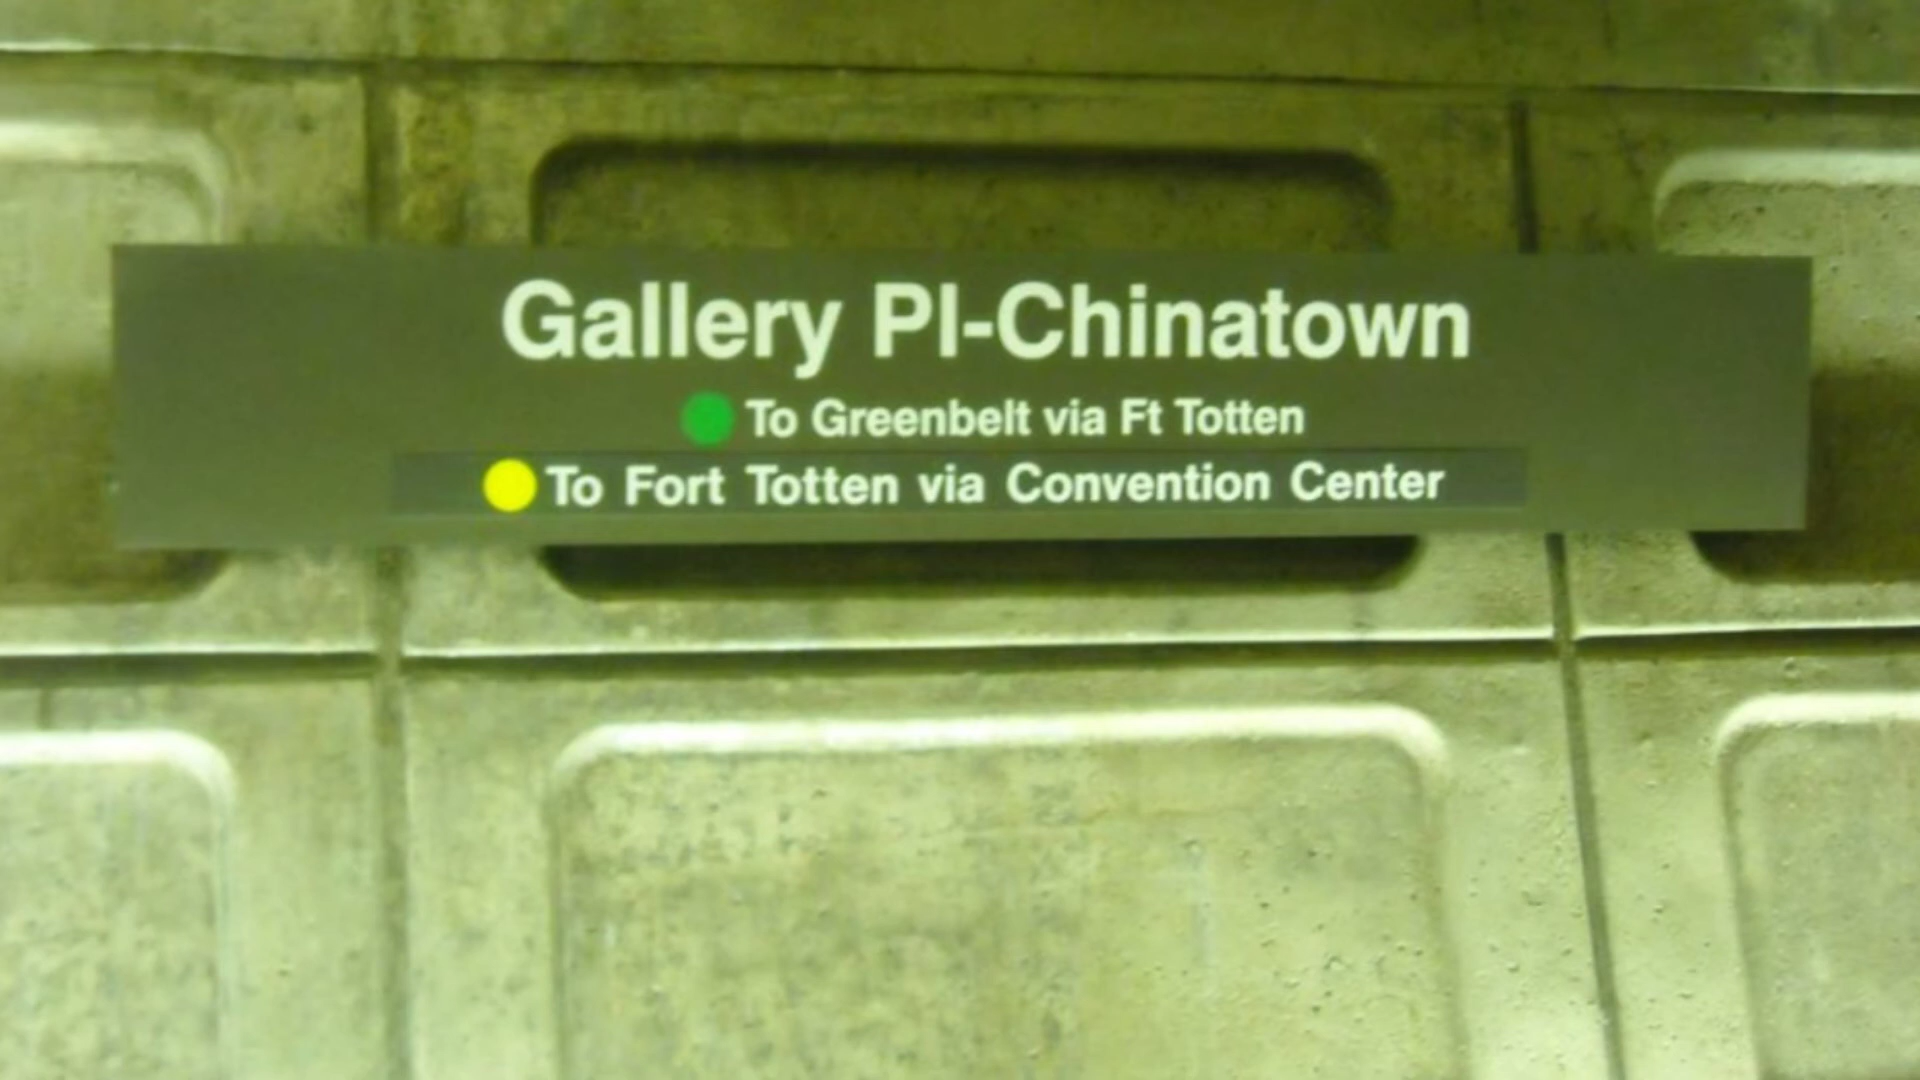 Gallery Pl-Chinatown
To Greenbelt via Ft Totten
To Fort Totten via Convention Center